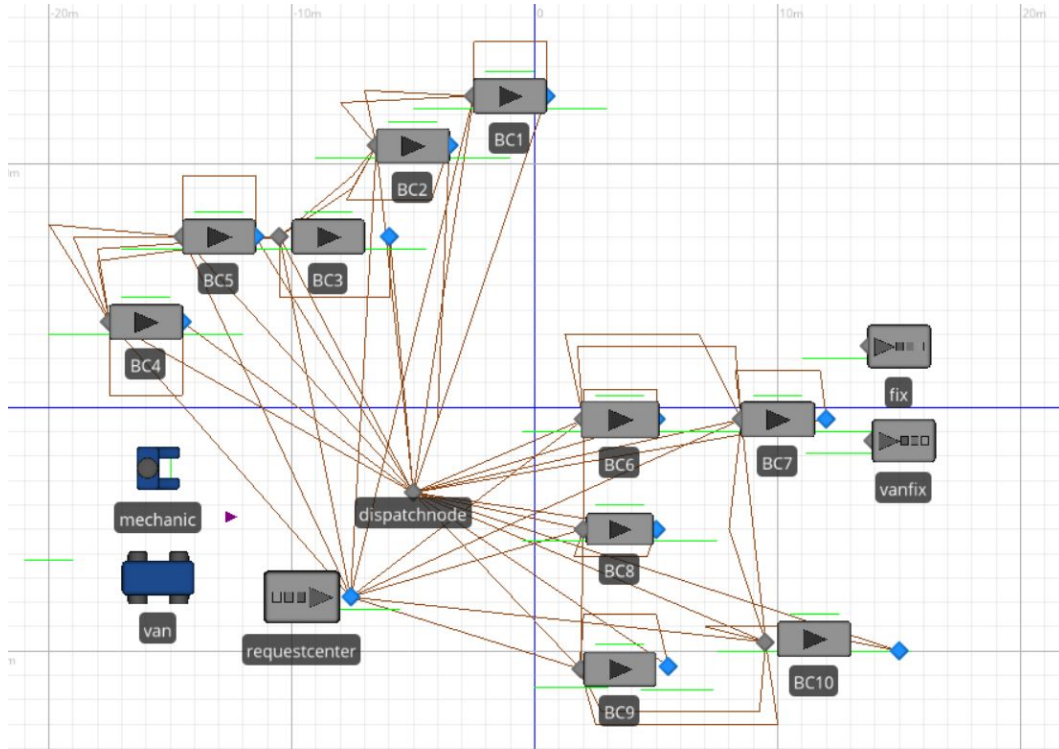 -20m
-10m
0
10m
20m
BC1
BC2
BC5
BC3
BC4
fix
BC6
BC7
vanfix
mechanic
dispatchnode
BC8
van
requestcenter
BC10
BC9